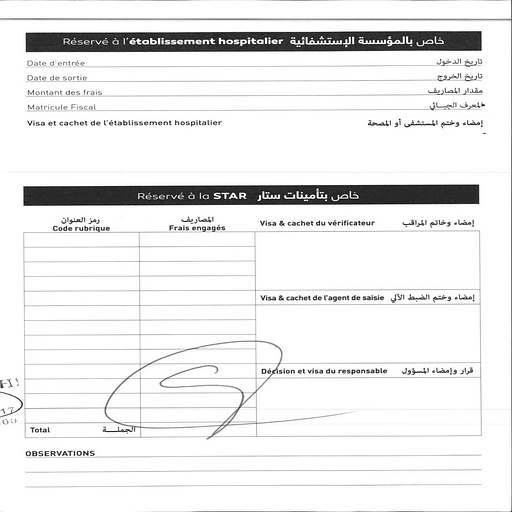 Réservé à l'établissement hospitalier خاص بالمؤسسة الإستشفائية
Date d'entrée تاريخ الدخول
Date de sortie تاريخ الخروج
Montant des frais مقدار المصاريف
Matricule Fiscal المعرف الجبائي
Visa et cachet de l'établissement hospitalier إمضاء وختم المستشفى أو المصحة
Réservé à la STAR خاص بتأمينات ستار
رمز العنوان المصاريف
Code rubrique Frais engagés Visa & cachet du vérificateur إمضاء وخاتم المراقب
Visa & cachet de l'agent de saisie إمضاء وختم الضبط الآلي
Décision et visa du responsable قرار وإمضاء المسؤول
Total الجملـــة
OBSERVATIONS